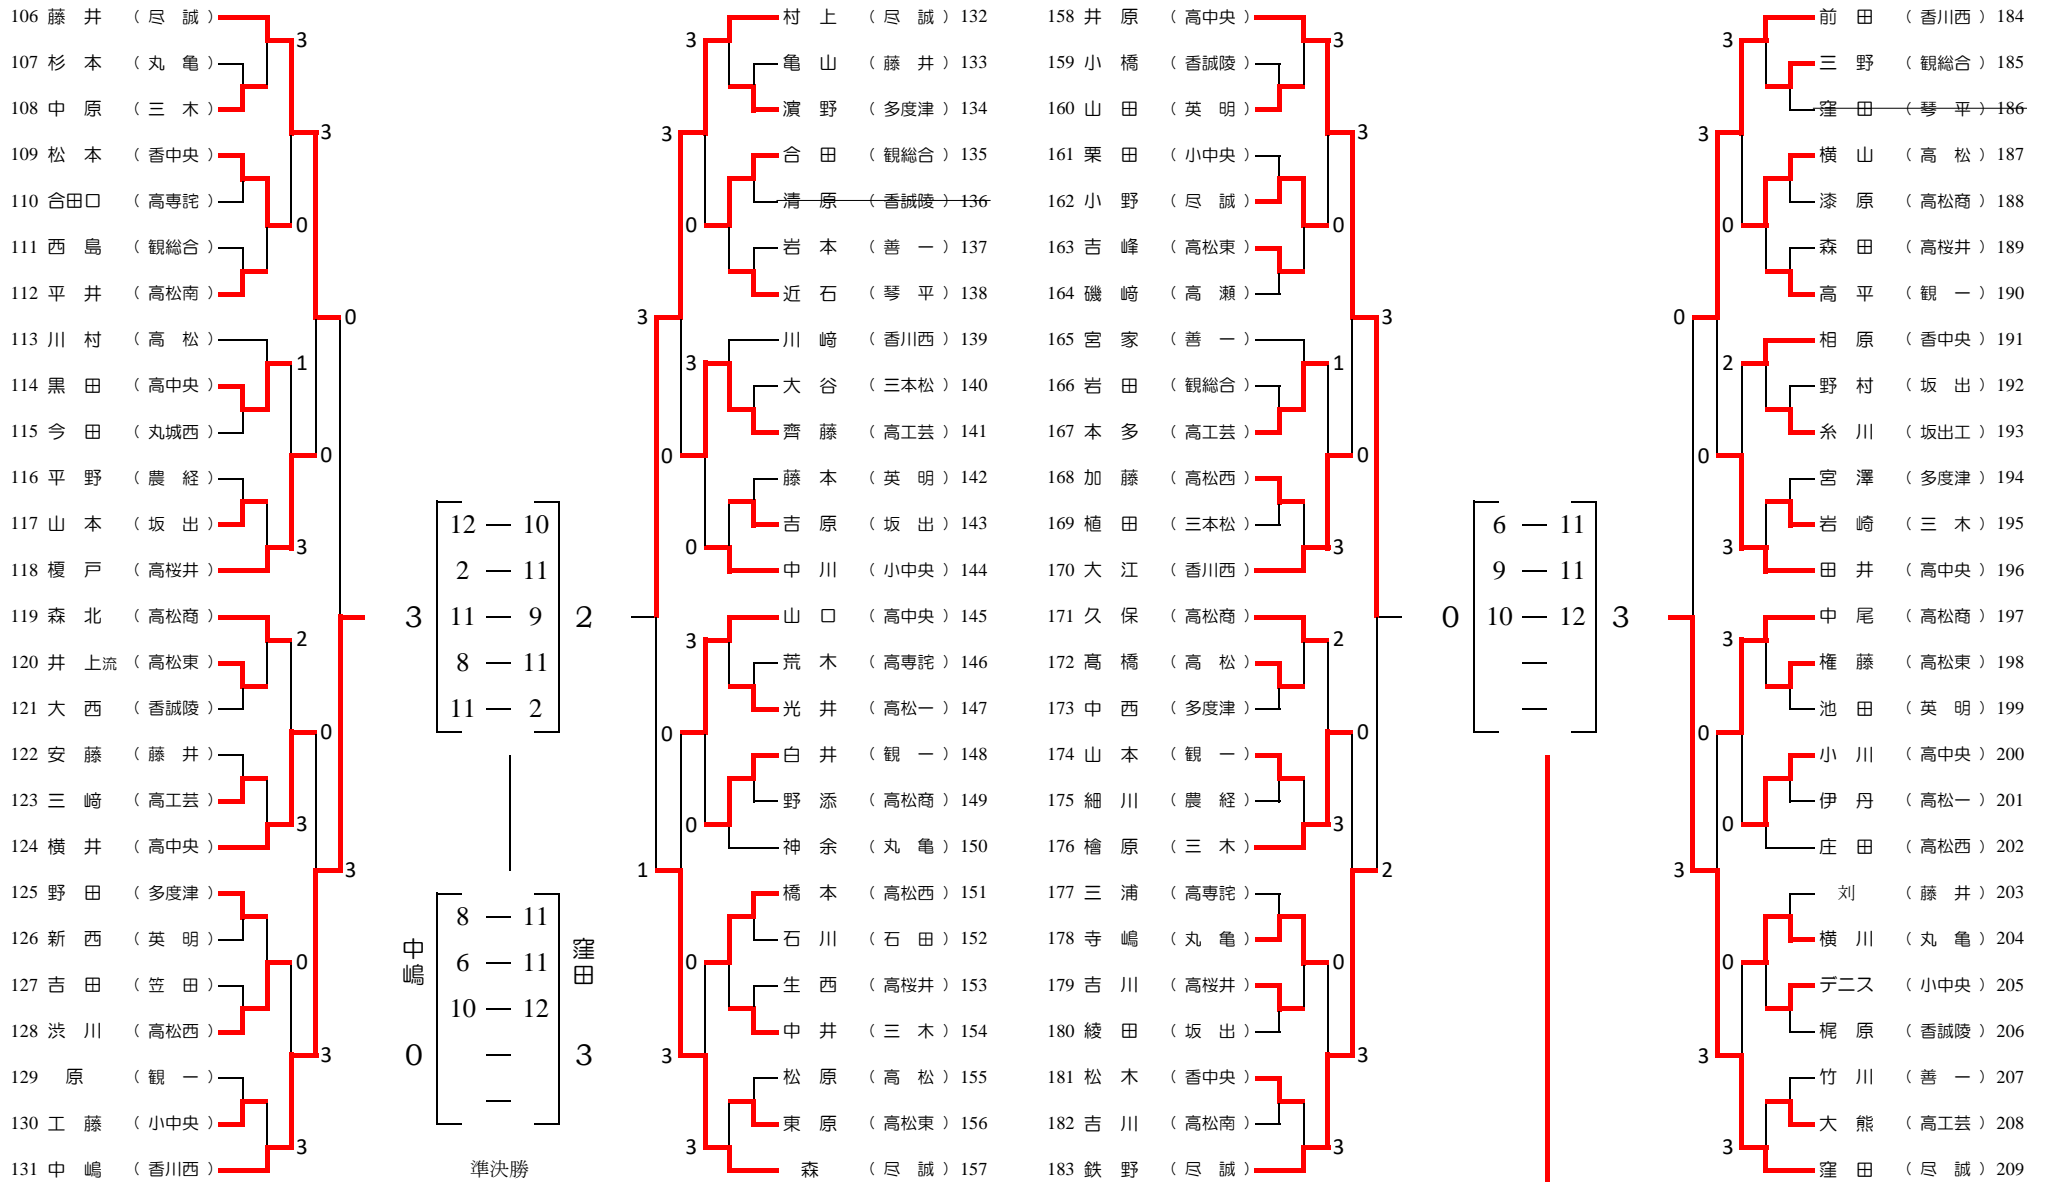 106 藤 井 （ 尽 誠 ）
107 杉 本 （ 丸 亀 ）
108 中 原 （ 三 木 ）
109 松 本 （ 香中央 ）
110 合田口 （ 高専詫 ）
111 西 島 （ 観総合 ）
112 平 井 （ 高松南 ）
113 川 村 （ 高 松 ）
114 黒 田 （ 高中央 ）
115 今 田 （ 丸城西 ）
116 平 野 （ 農 経 ）
117 山 本 （ 坂 出 ）
118 榎 戸 （ 高桜井 ）
119 森 北 （ 高松商 ）
120 井 上流 （ 高松東 ）
121 大 西 （ 香誠陵 ）
122 安 藤 （ 藤 井 ）
123 三 﨑 （ 高工芸 ）
124 横 井 （ 高中央 ）
125 野 田 （ 多度津 ）
126 新 西 （ 英 明 ）
127 吉 田 （ 笠 田 ）
128 渋 川 （ 高松西 ）
129 原 （ 観 一 ）
130 工 藤 （ 小中央 ）
131 中 嶋 （ 香川西 ）
3
3
0
0
1
0
3
2
0
3
3
0
3
3
3
12 — 10
2 — 11
3 11 — 9 2
8 — 11
11 — 2
中嶋 窪田
8 — 11
6 — 11
10 — 12
0 — 3
—
準決勝
村 上 （ 尽 誠 ） 132
亀 山 （ 藤 井 ） 133
濵 野 （ 多度津 ） 134
合 田 （ 観総合 ） 135
清 原 （ 香誠陵 ） 136
岩 本 （ 善 一 ） 137
近 石 （ 琴 平 ） 138
川 﨑 （ 香川西 ） 139
大 谷 （ 三本松 ） 140
齊 藤 （ 高工芸 ） 141
藤 本 （ 英 明 ） 142
吉 原 （ 坂 出 ） 143
中 川 （ 小中央 ） 144
山 口 （ 高中央 ） 145
荒 木 （ 高専詫 ） 146
光 井 （ 高松一 ） 147
白 井 （ 観 一 ） 148
野 添 （ 高松商 ） 149
神 余 （ 丸 亀 ） 150
橋 本 （ 高松西 ） 151
石 川 （ 石 田 ） 152
生 西 （ 高桜井 ） 153
中 井 （ 三 木 ） 154
松 原 （ 高 松 ） 155
東 原 （ 高松東 ） 156
森 （ 尽 誠 ） 157
3
3
0
3
3
0
0
3
0
0
1
0
3
3
158 井 原 （ 高中央 ）
159 小 橋 （ 香誠陵 ）
160 山 田 （ 英 明 ）
161 栗 田 （ 小中央 ）
162 小 野 （ 尽 誠 ）
163 吉 峰 （ 高松東 ）
164 磯 﨑 （ 高 瀬 ）
165 宮 家 （ 善 一 ）
166 岩 田 （ 観総合 ）
167 本 多 （ 高工芸 ）
168 加 藤 （ 高松西 ）
169 植 田 （ 三本松 ）
170 大 江 （ 香川西 ）
171 久 保 （ 高松商 ）
172 髙 橋 （ 高 松 ）
173 中 西 （ 多度津 ）
174 山 本 （ 観 一 ）
175 細 川 （ 農 経 ）
176 檜 原 （ 三 木 ）
177 三 浦 （ 高専詫 ）
178 寺 嶋 （ 丸 亀 ）
179 吉 川 （ 高桜井 ）
180 綾 田 （ 坂 出 ）
181 松 木 （ 香中央 ）
182 吉 川 （ 高松南 ）
183 鉄 野 （ 尽 誠 ）
3
3
0
3
1
0
3
2
0
3
2
0
3
3
6 — 11
9 — 11
0 10 — 12 3
—
—
前 田 （ 香川西 ） 184
三 野 （ 観総合 ） 185
窪 田 （ 琴 平 ） 186
横 山 （ 高 松 ） 187
漆 原 （ 高松商 ） 188
森 田 （ 高桜井 ） 189
高 平 （ 観 一 ） 190
相 原 （ 香中央 ） 191
野 村 （ 坂 出 ） 192
糸 川 （ 坂出工 ） 193
宮 澤 （ 多度津 ） 194
岩 崎 （ 三 木 ） 195
田 井 （ 高中央 ） 196
中 尾 （ 高松商 ） 197
権 藤 （ 高松東 ） 198
池 田 （ 英 明 ） 199
小 川 （ 高中央 ） 200
伊 丹 （ 高松一 ） 201
庄 田 （ 高松西 ） 202
刘 （ 藤 井 ） 203
横 川 （ 丸 亀 ） 204
デニス （ 小中央 ） 205
梶 原 （ 香誠陵 ） 206
竹 川 （ 善 一 ） 207
大 熊 （ 高工芸 ） 208
窪 田 （ 尽 誠 ） 209
3
3
0
0
2
0
3
3
0
0
3
0
3
3